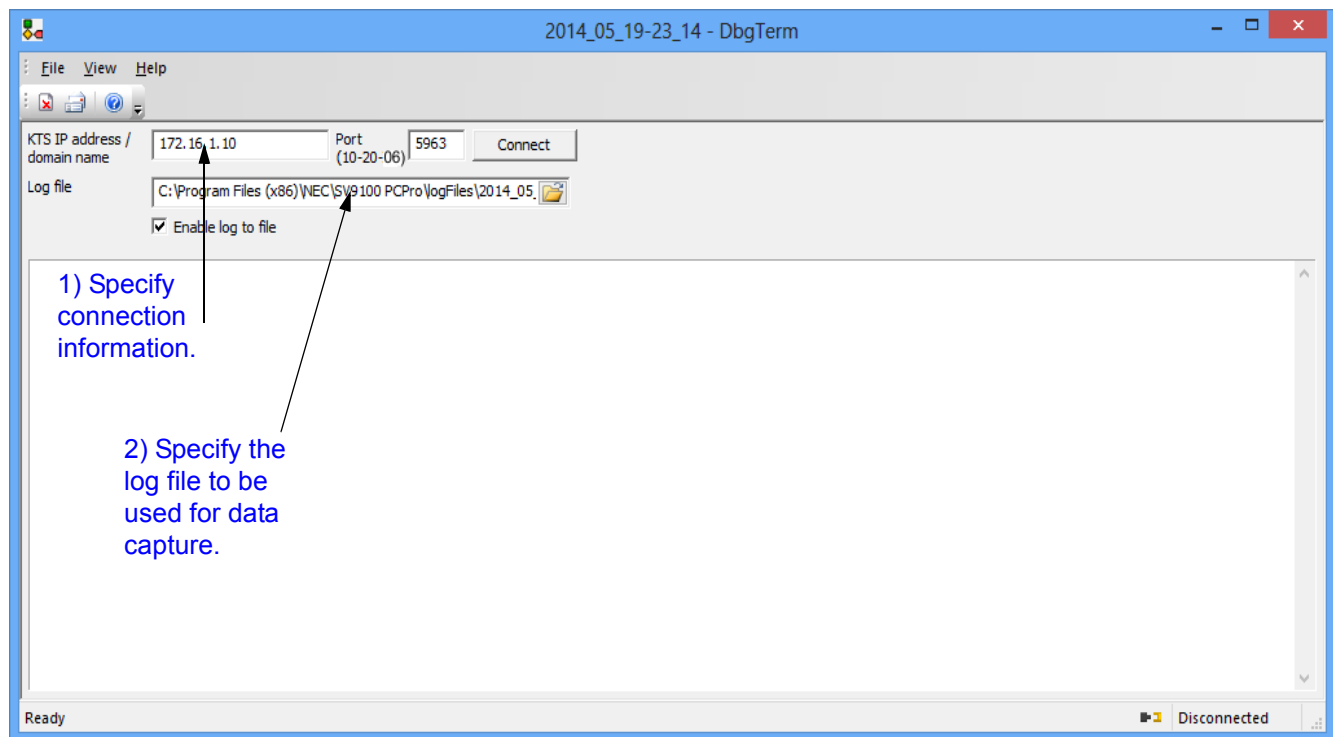 2014_05_19-23_14 - DbgTerm
File View Help
KTS IP address /
domain name
172.16.1.10
Port
(10-20-06)
5963
Connect
Log file
C:\Program Files (x86)\NEC\SV9100 PCPro\logFiles\2014_05_
Enable log to file
1) Specify
connection
information.
2) Specify the
log file to be
used for data
capture.
Ready
Disconnected